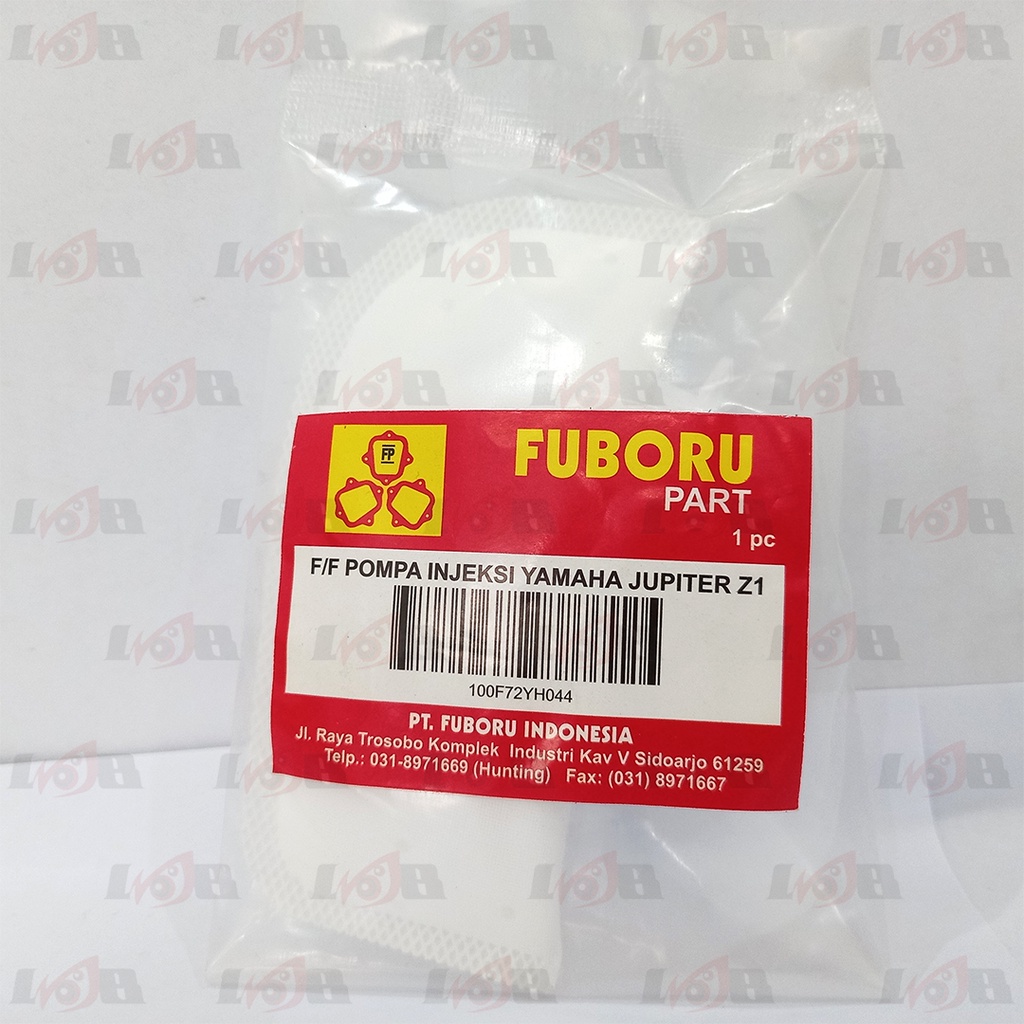 FP
FUBORU
PART
1 pc
F/F POMPA INJEKSI YAMAHA JUPITER Z1
100F72YH044
PT. FUBORU INDONESIA
Jl. Raya Trosobo Komplek Industri Kav V Sidoarjo 61259
Telp.: 031-8971669 (Hunting) Fax: (031) 8971667